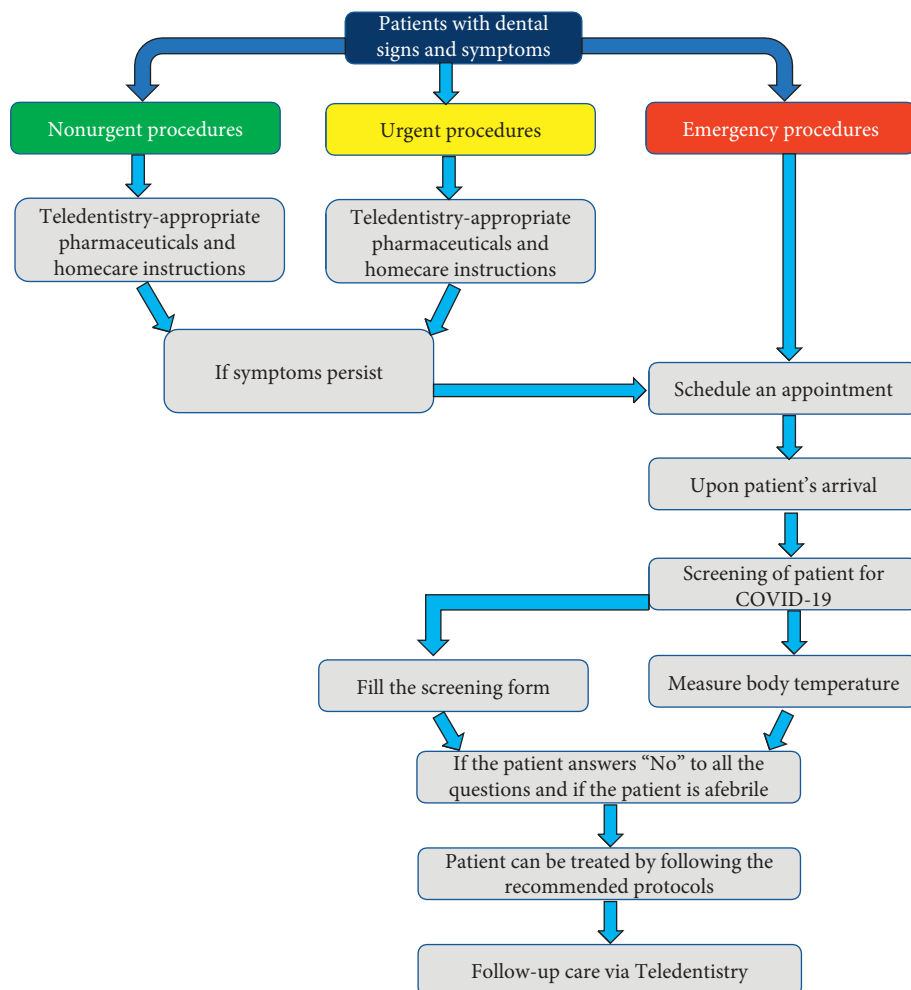 Patients with dental
signs and symptoms
Nonurgent procedures
Urgent procedures
Emergency procedures
Teledentistry-appropriate
pharmaceuticals and
homecare instructions
Teledentistry-appropriate
pharmaceuticals and
homecare instructions
If symptoms persist
Schedule an appointment
Upon patient’s arrival
Screening of patient for
COVID-19
Fill the screening form
Measure body temperature
If the patient answers “No” to all the
questions and if the patient is afebrile
Patient can be treated by following the
recommended protocols
Follow-up care via Teledentistry